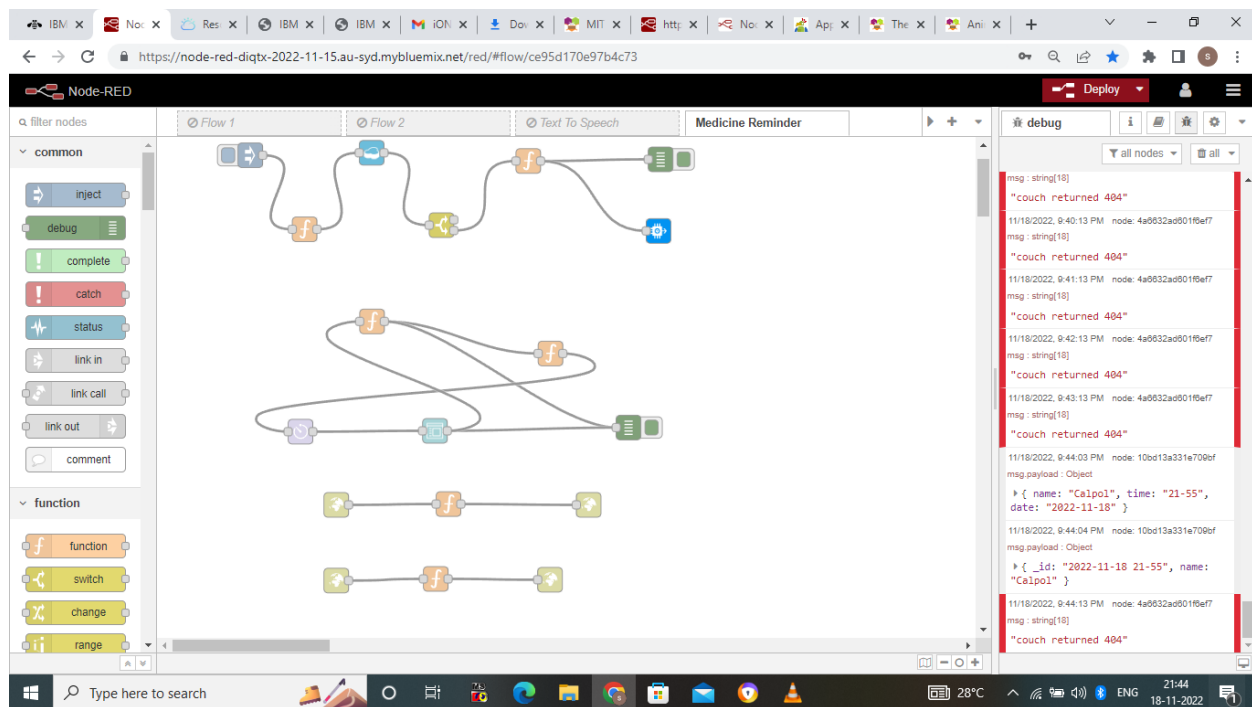 IBM
Noc
Res
IBM
IBM
M iON
Dov
MIT
http
Noc
App
The
Ani
https://node-red-diqtx-2022-11-15.au-syd.mybluemix.net/red/#flow/ce95d170e97b4c73
s
Node-RED
Deploy
filter nodes
Flow 1
Flow 2
Text To Speech
Medicine Reminder
debug
i
all nodes
all
common
inject
debug
complete
catch
status
link in
link call
link out
comment
function
function
switch
change
range
msg : string[18]
"couch returned 404"
11/18/2022, 9:40:13 PM node: 4a6632ad601f6ef7
msg : string[18]
"couch returned 404"
11/18/2022, 9:41:13 PM node: 4a6632ad601f6ef7
msg : string[18]
"couch returned 404"
11/18/2022, 9:42:13 PM node: 4a6632ad601f6ef7
msg : string[18]
"couch returned 404"
11/18/2022, 9:43:13 PM node: 4a6632ad601f6ef7
msg : string[18]
"couch returned 404"
11/18/2022, 9:44:03 PM node: 10bd13a331e709bf
msg.payload : Object
{ name: "Calpol", time: "21-55",
date: "2022-11-18" }
11/18/2022, 9:44:04 PM node: 10bd13a331e709bf
msg.payload : Object
{ _id: "2022-11-18 21-55", name:
"Calpol" }
11/18/2022, 9:44:13 PM node: 4a6632ad601f6ef7
msg : string[18]
"couch returned 404"
Type here to search
28°C
ENG
21:44
18-11-2022
1